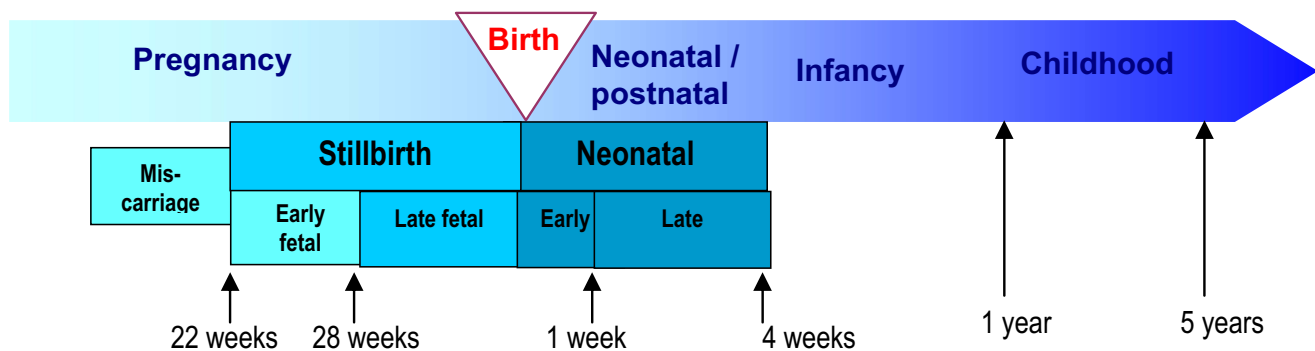 Pregnancy
Birth
Neonatal /
postnatal
Infancy
Childhood
Stillbirth
Neonatal
Mis-
carriage
Early
fetal
Late fetal
Early
Late
22 weeks
28 weeks
1 week
4 weeks
1 year
5 years